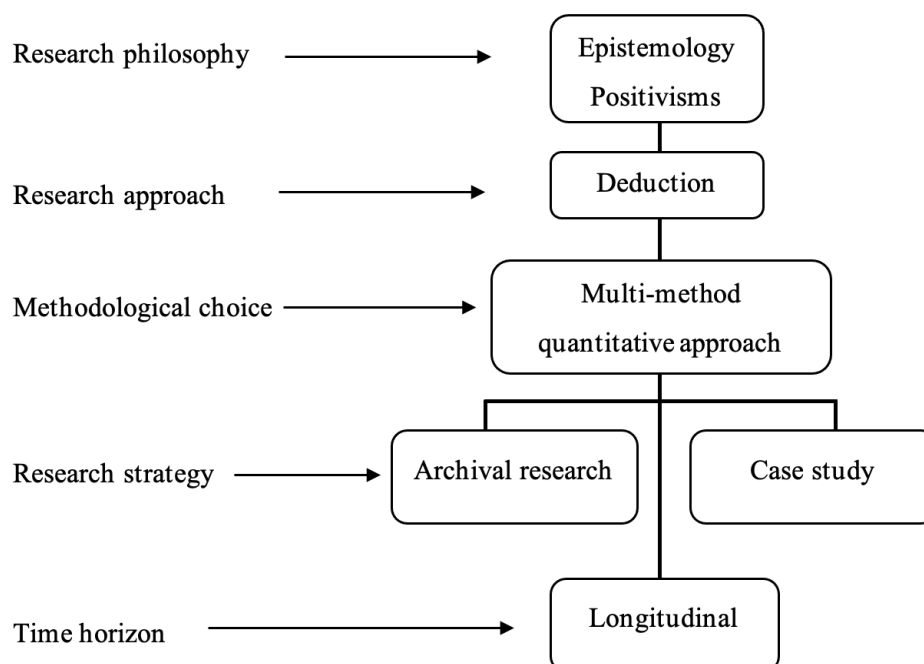 Research philosophy
Epistemology
Positivisms
Research approach
Deduction
Methodological choice
Multi-method
quantitative approach
Research strategy
Archival research
Case study
Time horizon
Longitudinal